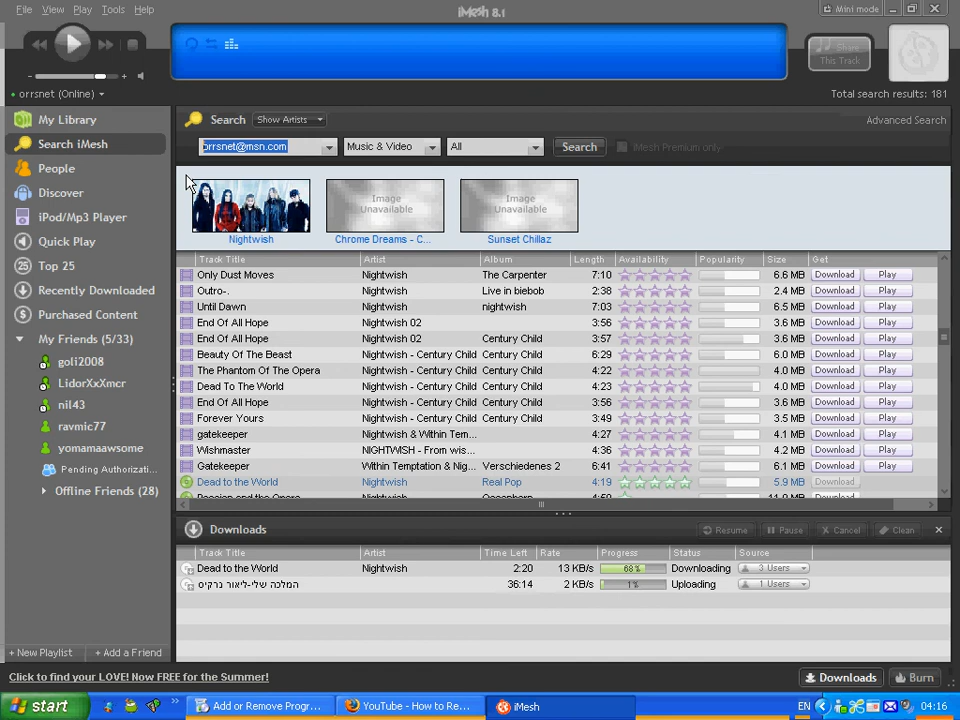 File View Play Tools Help
iMesh 8.1
Mini mode
Share
This Track
orrsnet (Online)
Total search results: 181
My Library
Search iMesh
People
Discover
iPod/Mp3 Player
Quick Play
25 Top 25
Recently Downloaded
Purchased Content
My Friends (5/33)
goli2008
LidorXxXmcr
nil43
ravmic77
yomamaawsome
Pending Authorizati...
Offline Friends (28)
+ New Playlist + Add a Friend
Search Show Artists Advanced Search
orrsnet@msn.com Music & Video All Search iMesh Premium only
Image Unavailable
Image Unavailable
Nightwish Chrome Dreams - C... Sunset Chillaz
Track Title Artist Album Length Availability Popularity Size Get
Only Dust Moves Nightwish The Carpenter 7:10 6.6 MB Download Play
Outro-. Nightwish Live in biebob 2:38 2.4 MB Download Play
Until Dawn Nightwish nightwish 7:03 6.5 MB Download Play
End Of All Hope Nightwish 02 3:56 3.6 MB Download Play
End Of All Hope Nightwish 02 Century Child 3:57 3.6 MB Download Play
Beauty Of The Beast Nightwish - Century Child Century Child 6:29 6.0 MB Download Play
The Phantom Of The Opera Nightwish - Century Child Century Child 4:22 4.0 MB Download Play
Dead To The World Nightwish - Century Child Century Child 4:23 4.0 MB Download Play
End Of All Hope Nightwish - Century Child Century Child 3:56 3.6 MB Download Play
Forever Yours Nightwish - Century Child Century Child 3:49 3.5 MB Download Play
gatekeeper Nightwish & Within Tem... 4:27 4.1 MB Download Play
Wishmaster NIGHTWISH - From wis... 4:36 4.2 MB Download Play
Gatekeeper Within Temptation & Nig... Verschiedenes 2 6:41 6.1 MB Download Play
Dead to the World Nightwish Real Pop 4:19 5.9 MB Download
Downloads Resume Pause Cancel Clean
Track Title Artist Time Left Rate Progress Status Source
Dead to the World Nightwish 2:20 13 KB/s 68% Downloading 3 Users
המלכה שלי-ליאור נרקיס 36:14 2 KB/s 1% Uploading 2 Users
Click to find your LOVE! Now FREE for the Summer! Downloads Burn
start Add or Remove Progr... YouTube - How to Re... iMesh EN 04:16